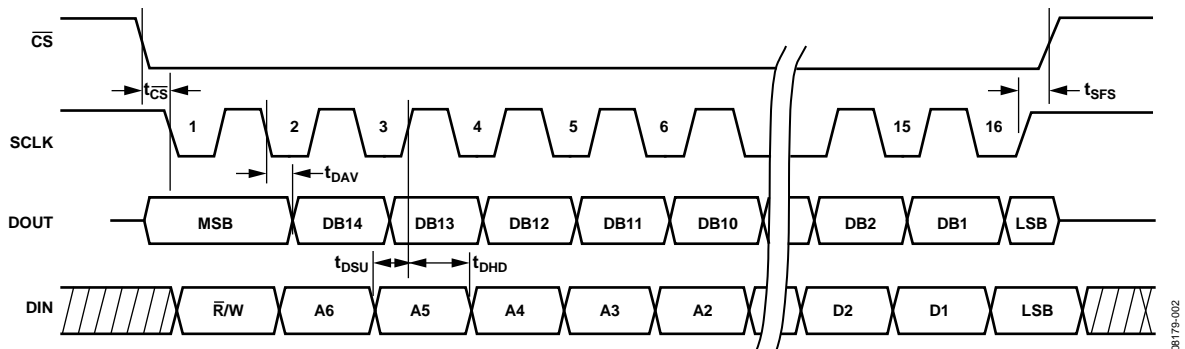 CS
tCS
tSFS
SCLK
1 2 3 4 5 6 15 16
tDAV
DOUT
MSB DB14 DB13 DB12 DB11 DB10 DB2 DB1 LSB
tDSU tDHD
DIN
R/W A6 A5 A4 A3 A2 D2 D1 LSB
08179-002